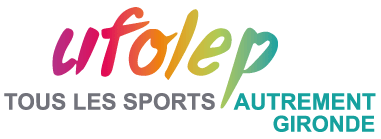 ufolep
TOUS LES SPORTS AUTREMENT
GIRONDE